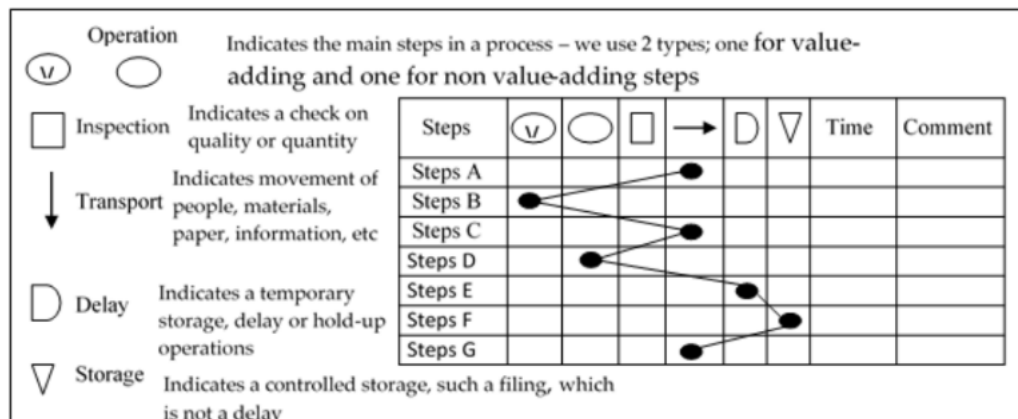 Operation
Indicates the main steps in a process – we use 2 types; one for value-
adding and one for non value-adding steps
V
Inspection
Indicates a check on
quality or quantity
Transport
Indicates movement of
people, materials,
paper, information, etc
Delay
Indicates a temporary
storage, delay or hold-up
operations
Storage
Indicates a controlled storage, such a filing, which
is not a delay
Steps V Time Comment
Steps A
Steps B
Steps C
Steps D
Steps E
Steps F
Steps G